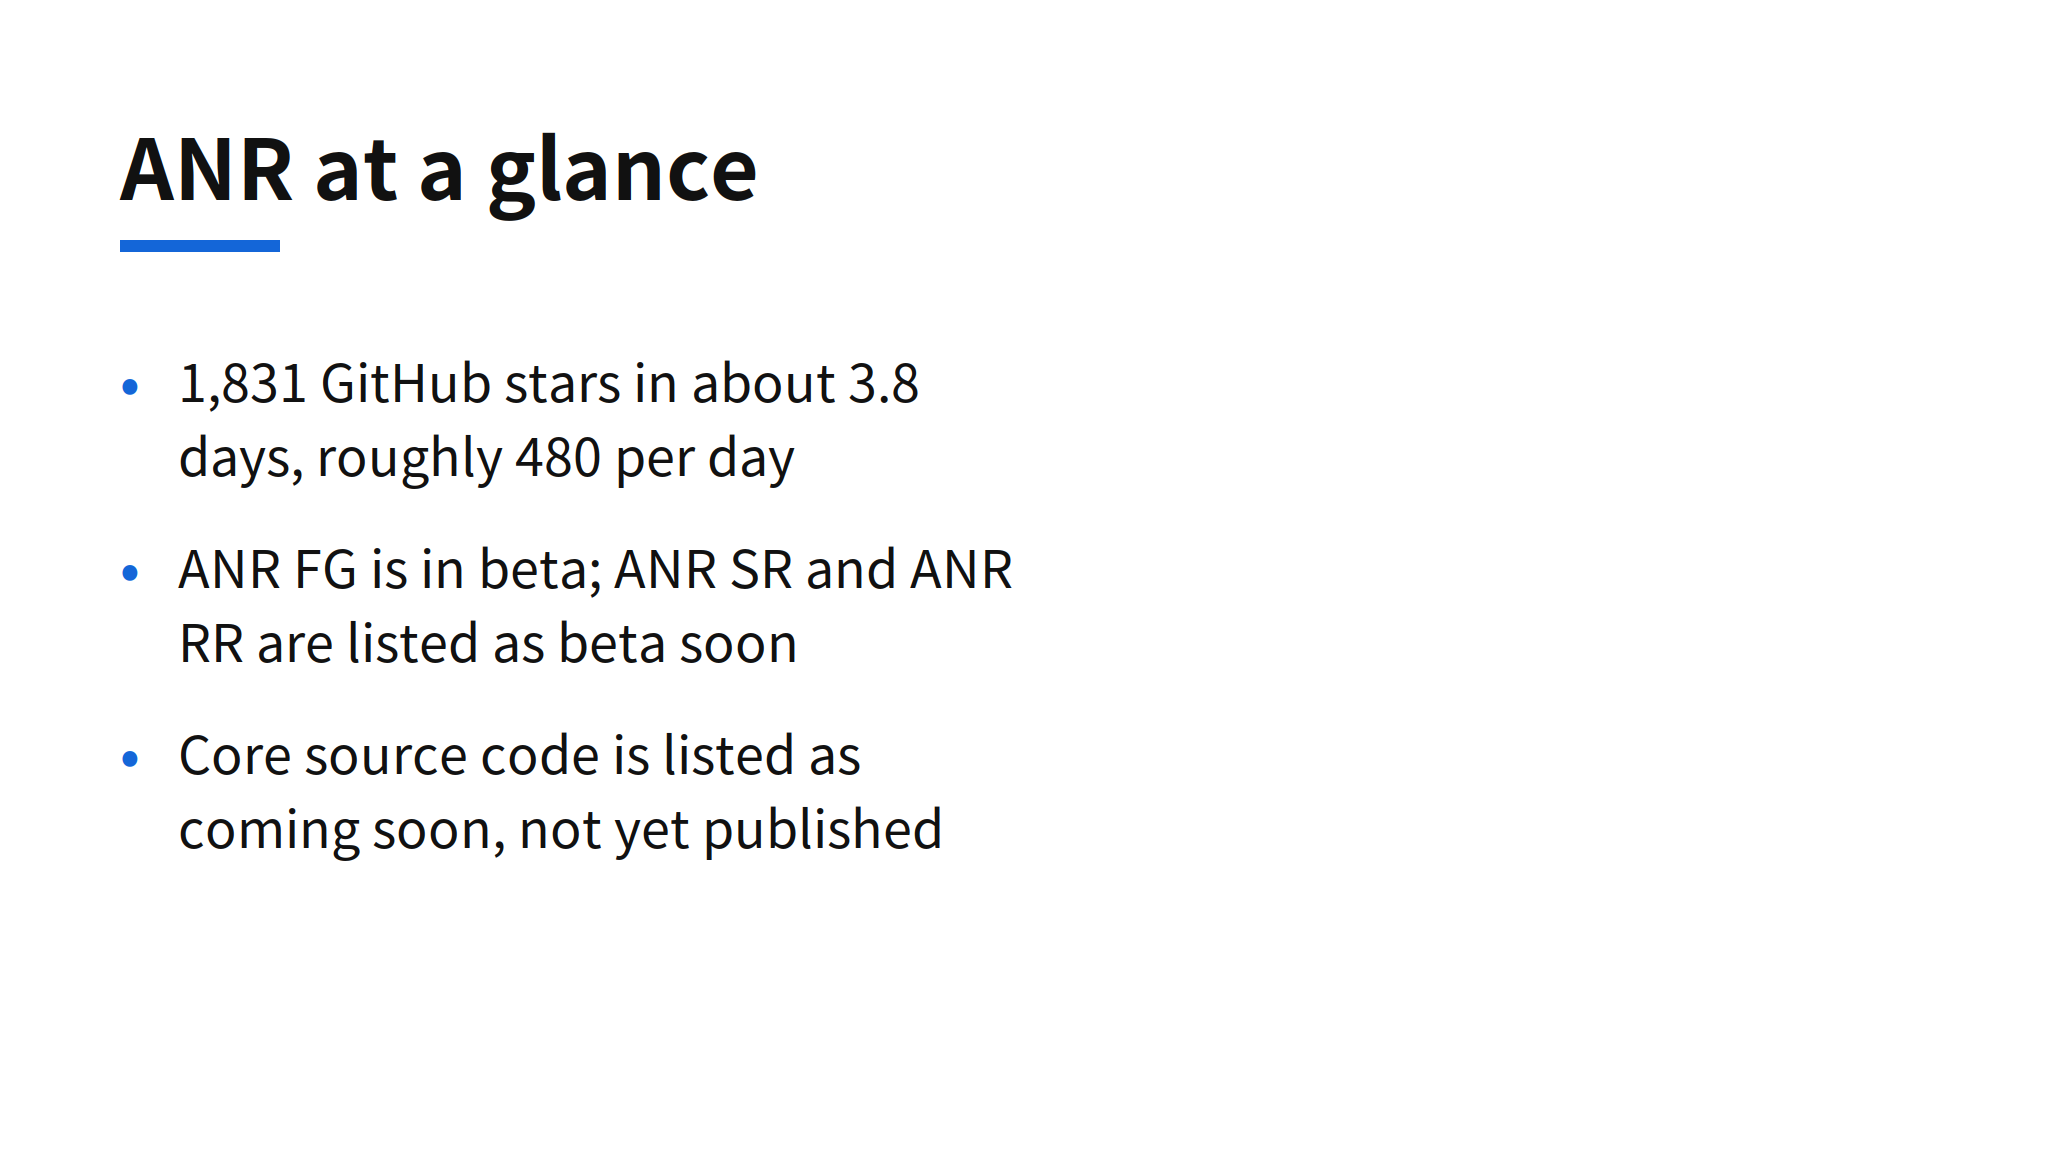 ANR at a glance
• 1,831 GitHub stars in about 3.8
days, roughly 480 per day
• ANR FG is in beta; ANR SR and ANR
RR are listed as beta soon
• Core source code is listed as
coming soon, not yet published